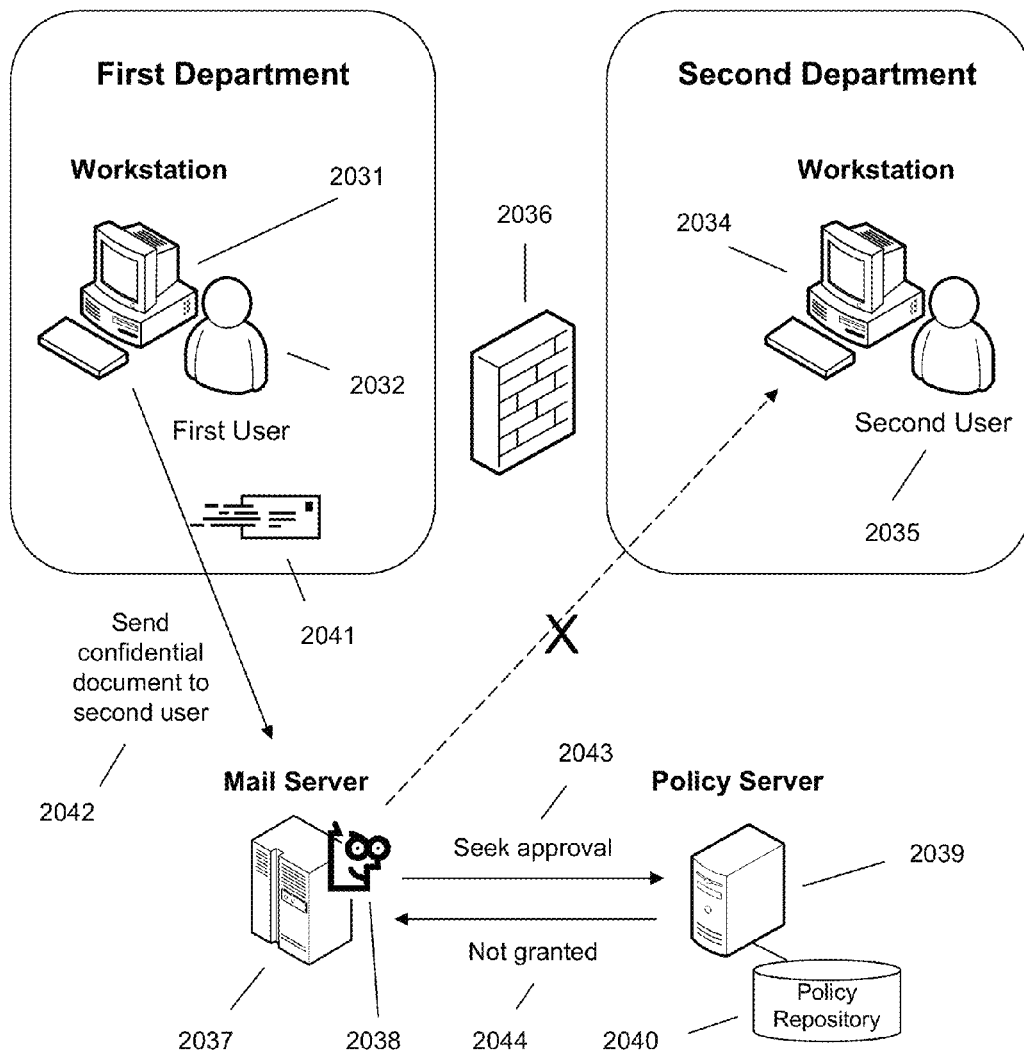 First Department
Second Department
Workstation
Workstation
2031
2036
2034
2032
First User
Second User
2035
2041
Send
confidential
document to
second user
X
2042
Mail Server
2043
Policy Server
Seek approval
2039
Not granted
Policy
Repository
2037
2038
2044
2040